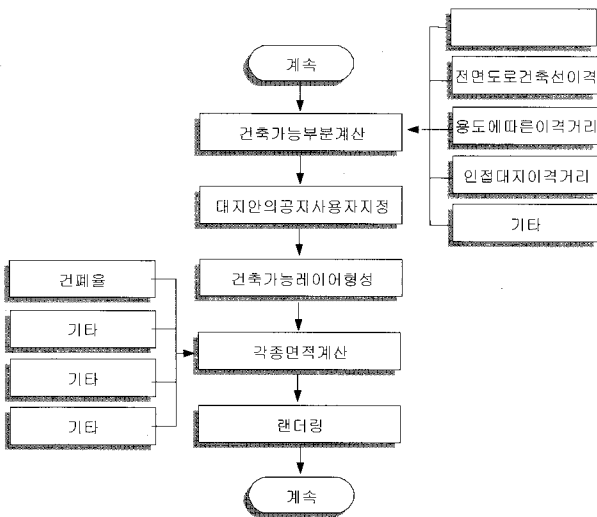 계속
전면도로건축선이격
건축가능부분계산
용도에따른이격거리
인접대지이격거리
대지안의공지사용자지정
기타
건폐율
건축가능레이어형성
기타
각종면적계산
기타
기타
랜더링
계속